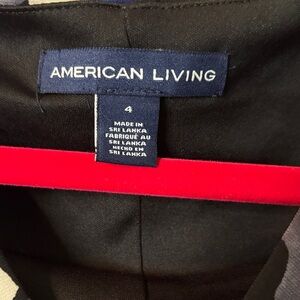 AMERICAN LIVING
4
MADE IN
SRI LANKA
FABRIQUÉ AU
SRI LANKA
HECHO EN
SRI LANKA